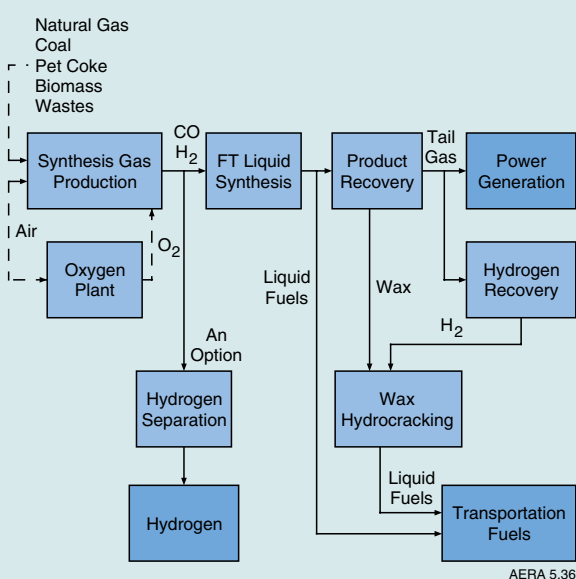 Natural Gas
Coal
Pet Coke
Biomass
Wastes
CO
H2
Tail
Gas
Synthesis Gas
Production
FT Liquid
Synthesis
Product
Recovery
Power
Generation
Air
O2
Oxygen
Plant
Liquid
Fuels
Wax
Hydrogen
Recovery
H2
An
Option
Hydrogen
Separation
Wax
Hydrocracking
Liquid
Fuels
Hydrogen
Transportation
Fuels
AERA 5.36